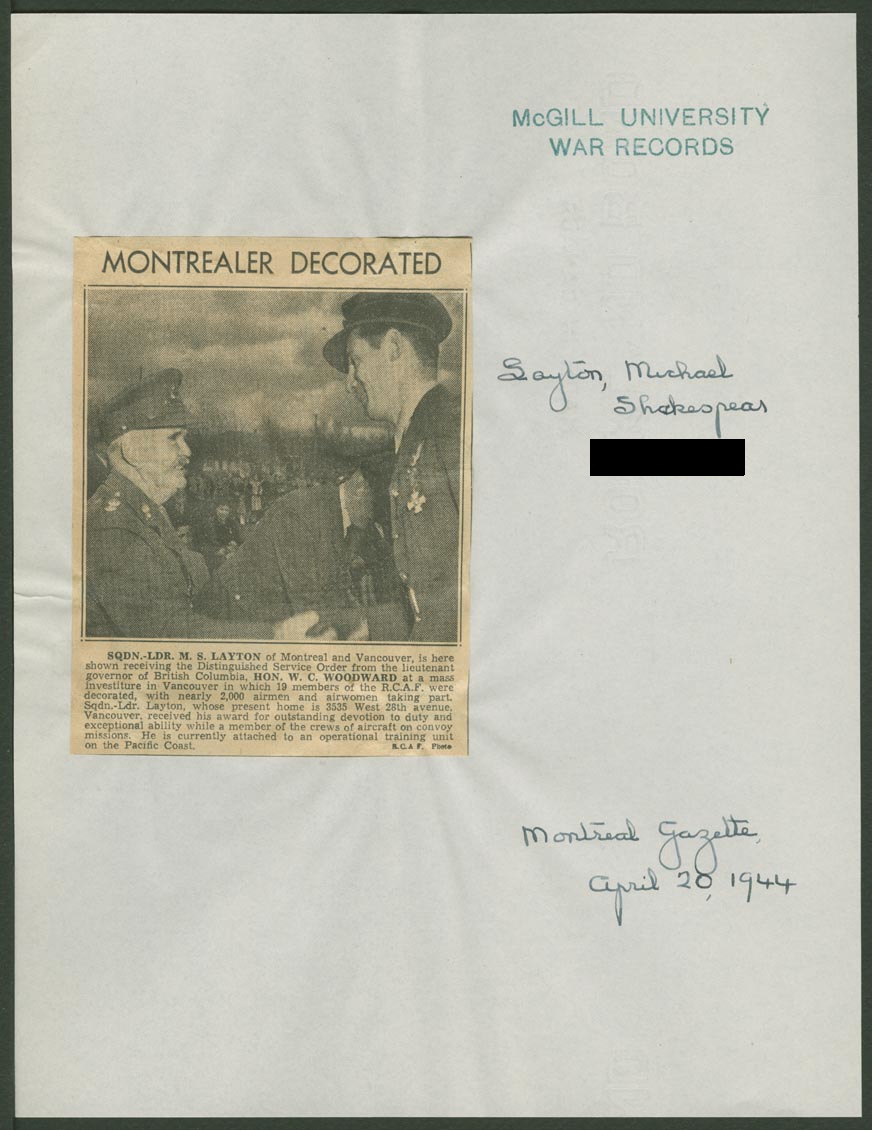 McGILL UNIVERSITY
WAR RECORDS
MONTREALER DECORATED
Layton, Michael
Shakespear
SQDN.-LDR. M. S. LAYTON of Montreal and Vancouver, is here
shown receiving the Distinguished Service Order from the lieutenant
governor of British Columbia, HON. W. C. WOODWARD at a mass
investiture in Vancouver in which 19 members of the R.C.A.F. were
decorated, with nearly 2,000 airmen and airwomen taking part.
Sqdn.-Ldr. Layton, whose present home is 3535 West 28th avenue,
Vancouver, received his award for outstanding devotion to duty and
exceptional ability while a member of the crews of aircraft on convoy
missions. He is currently attached to an operational training unit
on the Pacific Coast.
R.C.A.F. Photo
Montreal Gazette,
April 20, 1944